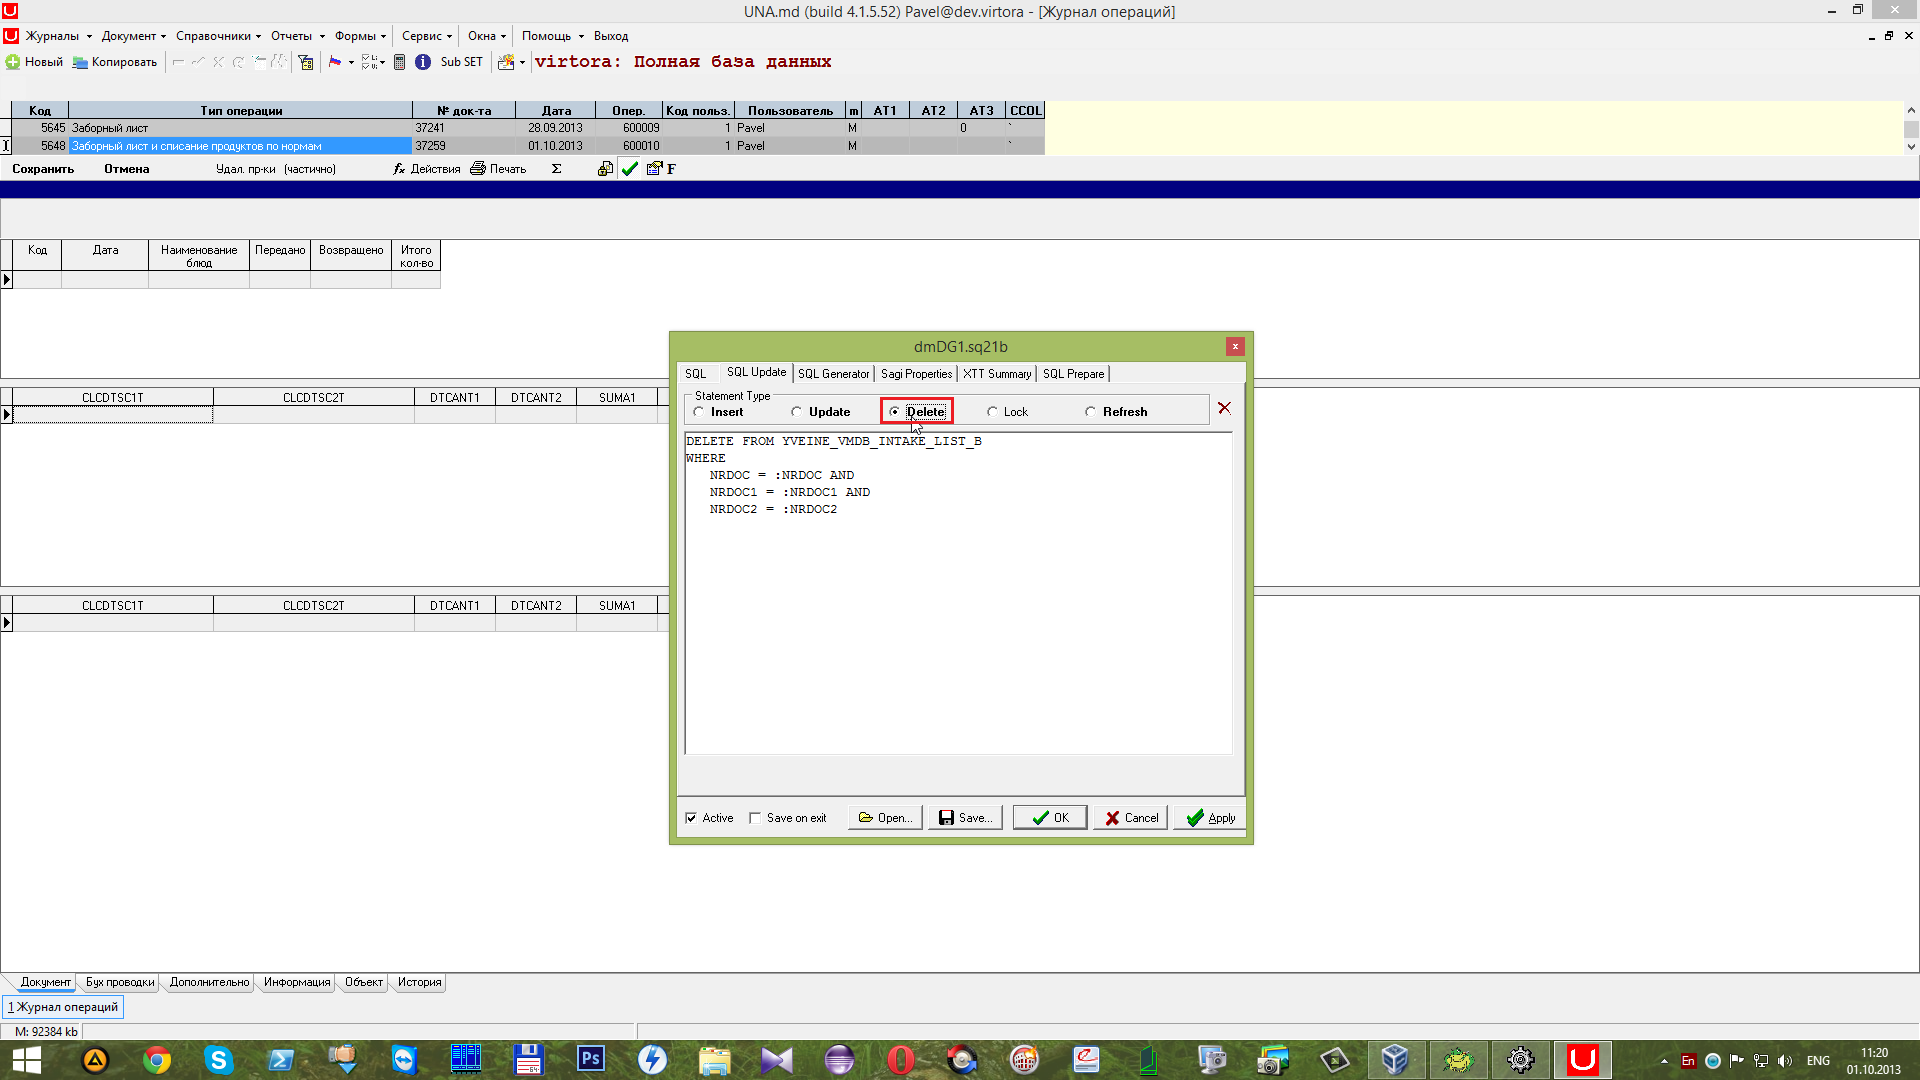 UNA.md (build 4.1.5.52) Pavel@dev.virtora - [Журнал операций]
Журналы Документ Справочники Отчеты Формы Сервис Окна Помощь Выход
Новый Копировать Sub SET virtora: Полная база данных
Код Тип операции № док-та Дата Опер. Код польз. Пользователь m AT1 AT2 AT3 CCOL
5645 Заборный лист 37241 28.09.2013 600009 1 Pavel M 0 `
5648 Заборный лист и списание продуктов по нормам 37259 01.10.2013 600010 1 Pavel M `
Сохранить Отмена Удал. пр-ки (частично) fx Действия Печать Σ F
Код Дата Наименование блюд Передано Возвращено Итого кол-во
CLCDTSC1T CLCDTSC2T DTCANT1 DTCANT2 SUMA1
CLCDTSC1T CLCDTSC2T DTCANT1 DTCANT2 SUMA1
dmDG1.sq21b
SQL SQL Update SQL Generator Sagi Properties XTT Summary SQL Prepare
Statement Type
Insert Update Delete Lock Refresh
DELETE FROM YVEINE_VMDB_INTAKE_LIST_B
WHERE
NRDOC = :NRDOC AND
NRDOC1 = :NRDOC1 AND
NRDOC2 = :NRDOC2
Active Save on exit Open... Save... OK Cancel Apply
Документ Бух проводки Дополнительно Информация Объект История
1 Журнал операций
M: 92384 kb
Ps 64 En ENG 11:20
01.10.2013